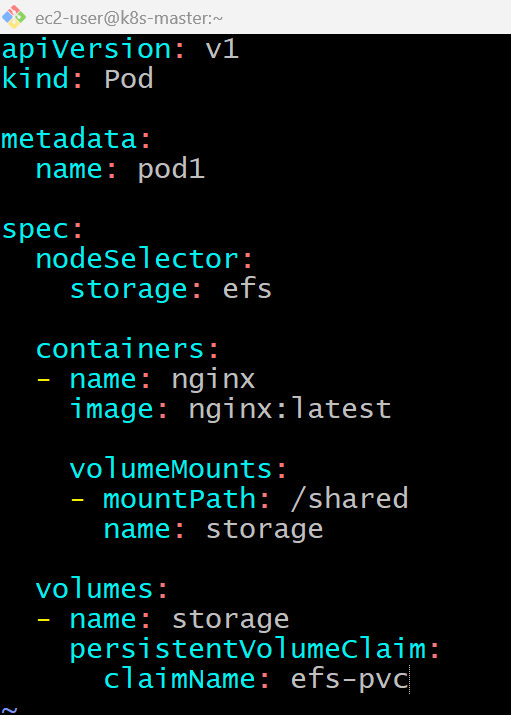 ec2-user@k8s-master:~
apiVersion: v1
kind: Pod
metadata:
  name: pod1
spec:
  nodeSelector:
    storage: efs
  containers:
  - name: nginx
    image: nginx:latest
    volumeMounts:
    - mountPath: /shared
      name: storage
  volumes:
  - name: storage
    persistentVolumeClaim:
      claimName: efs-pvc
~